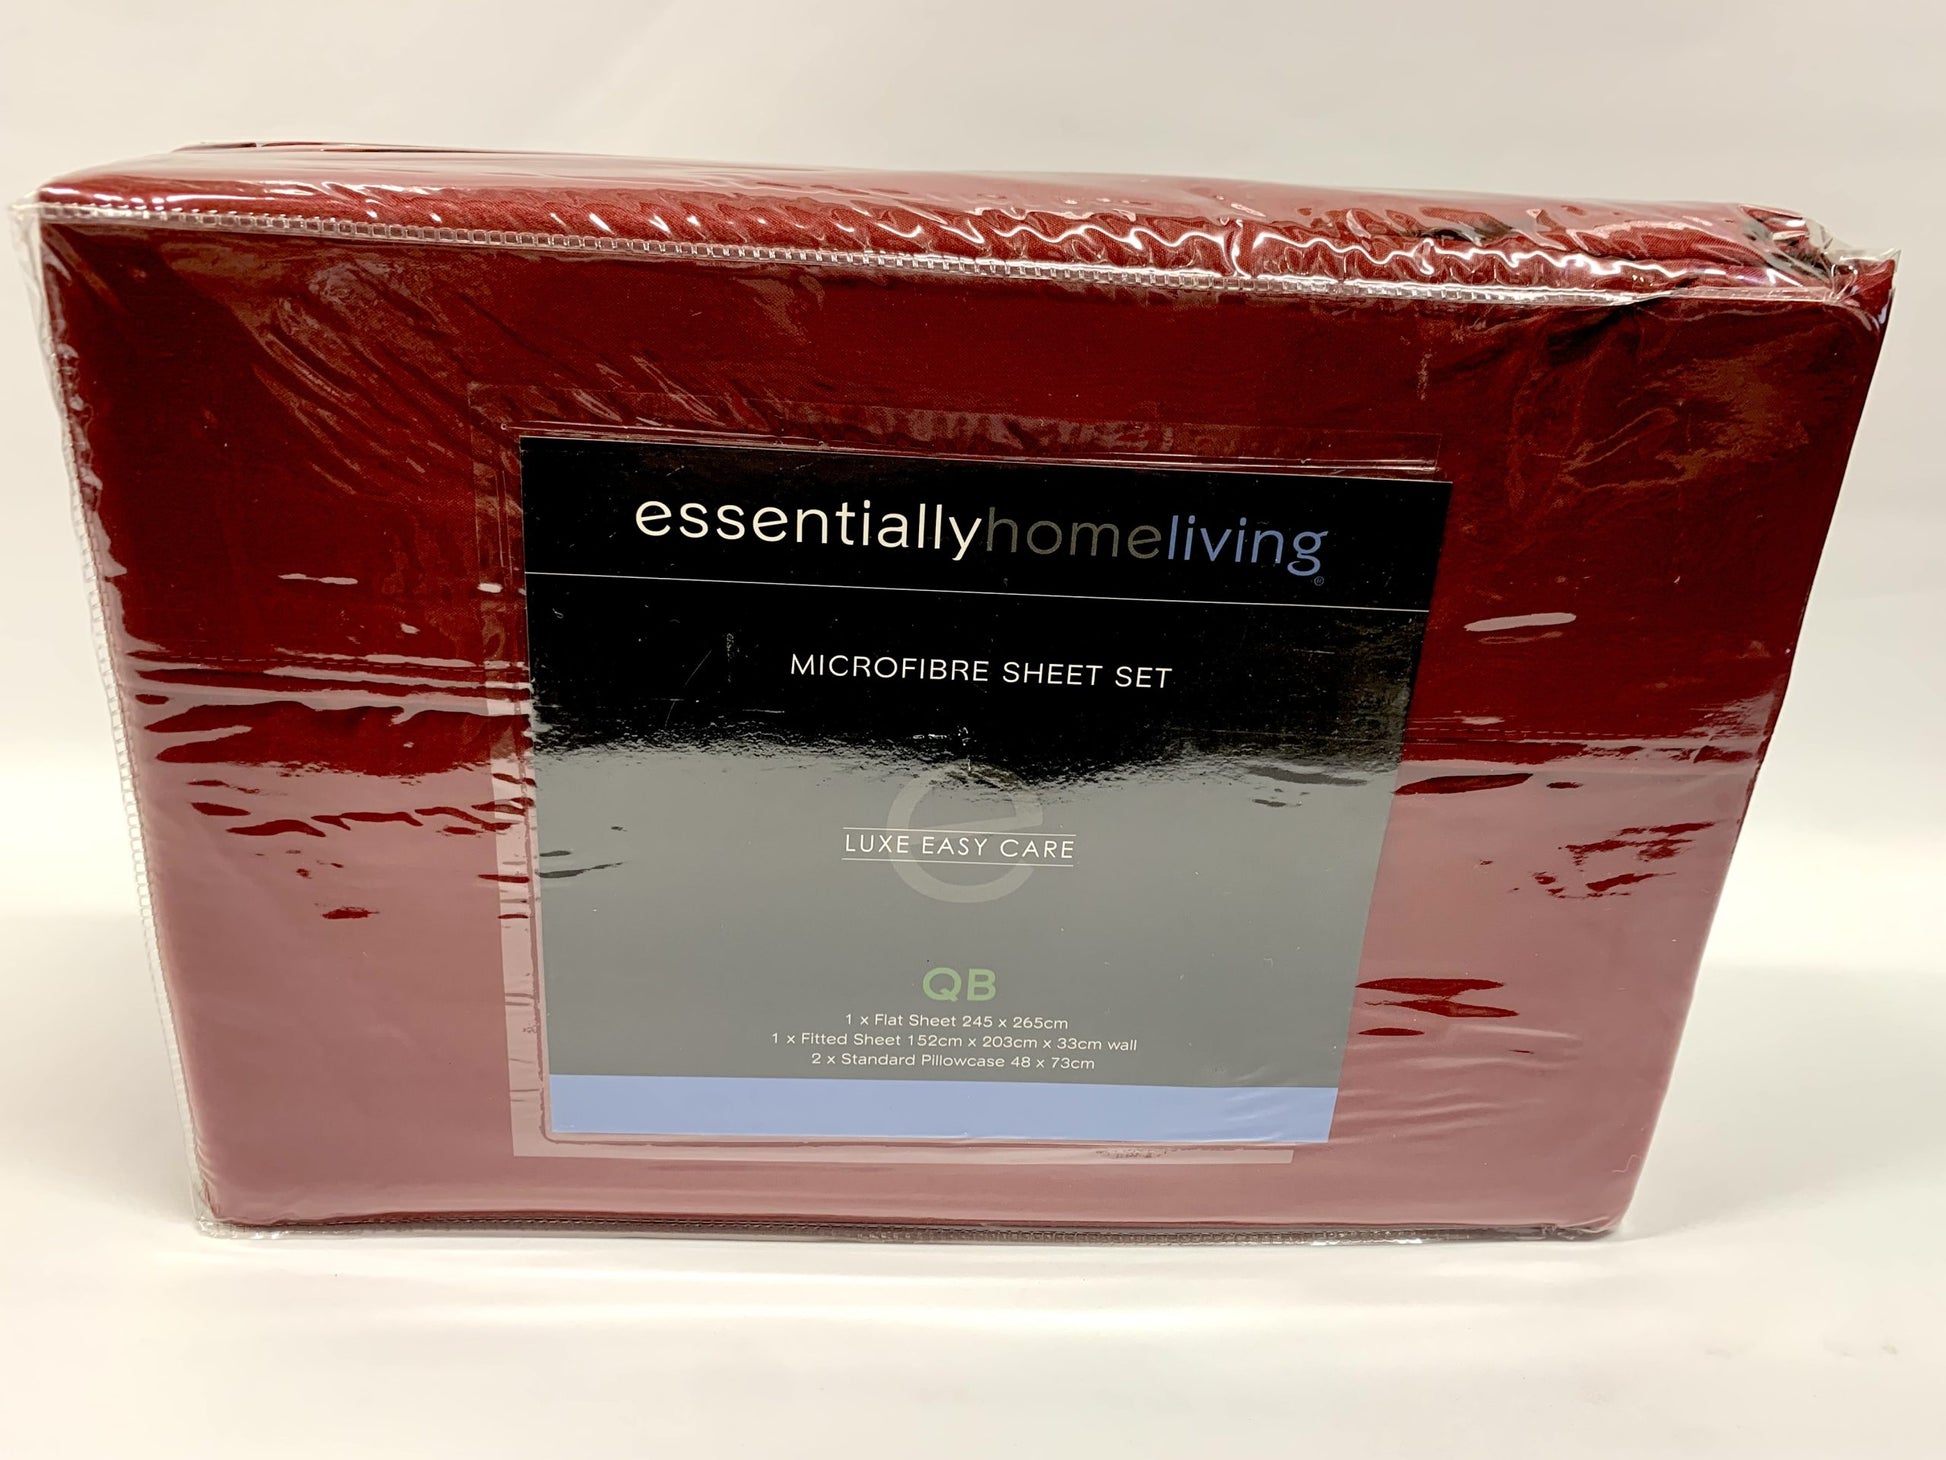 essentiallyhomeliving®
MICROFIBRE SHEET SET
e
LUXE EASY CARE
QB
1 x Flat Sheet 245 x 265cm
1 x Fitted Sheet 152cm x 203cm x 33cm wall
2 x Standard Pillowcase 48 x 73cm